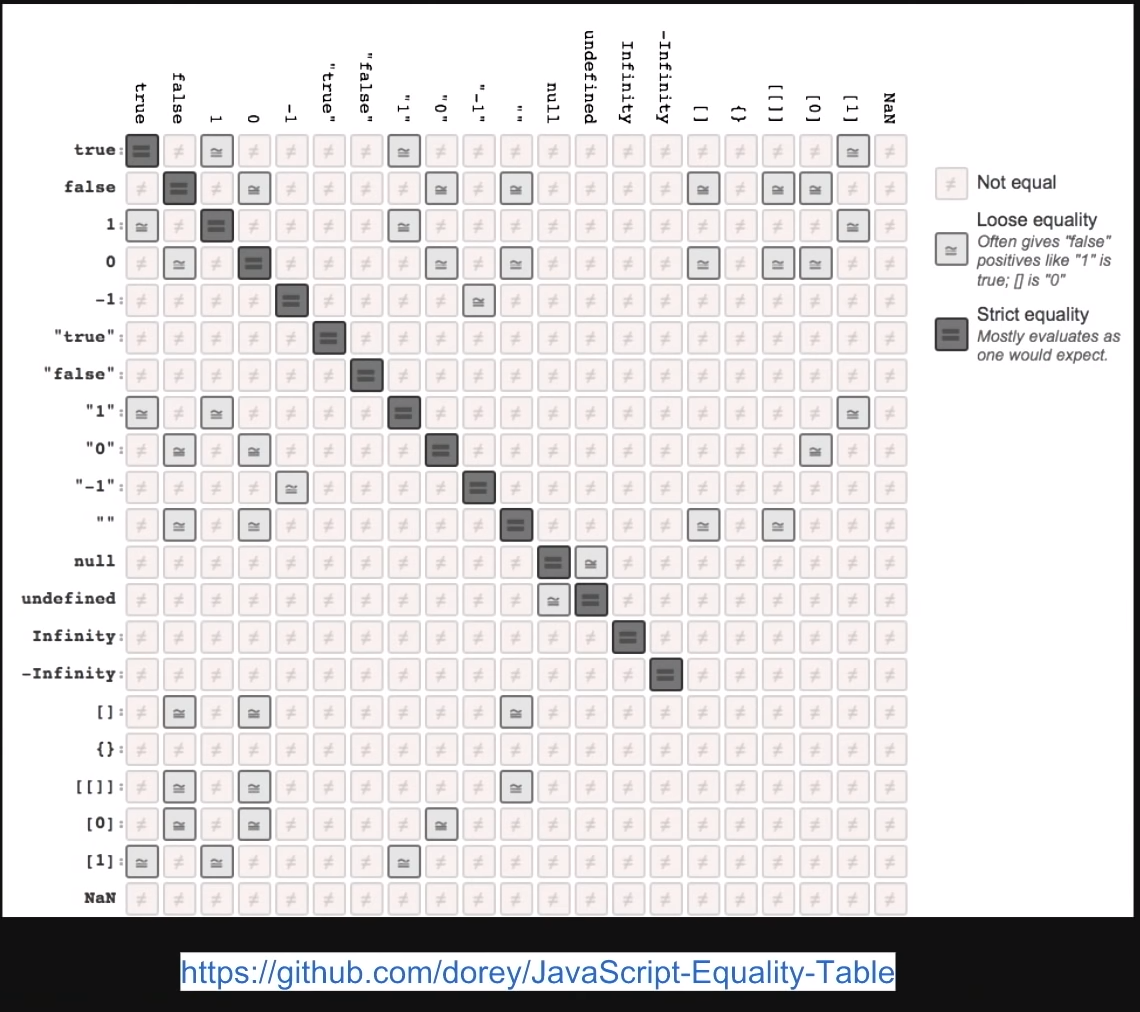 true false 1 0 -1 "true" "false" "1" "0" "-1" "" null undefined Infinity -Infinity [] {} [[]] [0] [1] NaN
true: = ≠ ≅ ≠ ≠ ≠ ≠ ≅ ≠ ≠ ≠ ≠ ≠ ≠ ≠ ≠ ≠ ≠ ≠ ≅ ≠
false ≠ = ≠ ≅ ≠ ≠ ≠ ≠ ≅ ≠ ≅ ≠ ≠ ≠ ≠ ≅ ≠ ≅ ≅ ≠ ≠
1: ≅ ≠ = ≠ ≠ ≠ ≠ ≅ ≠ ≠ ≠ ≠ ≠ ≠ ≠ ≠ ≠ ≠ ≠ ≅ ≠
0 ≠ ≅ ≠ = ≠ ≠ ≠ ≠ ≅ ≠ ≅ ≠ ≠ ≠ ≠ ≅ ≠ ≅ ≅ ≠ ≠
-1: ≠ ≠ ≠ ≠ = ≠ ≠ ≠ ≠ ≅ ≠ ≠ ≠ ≠ ≠ ≠ ≠ ≠ ≠ ≠ ≠
"true": ≠ ≠ ≠ ≠ ≠ = ≠ ≠ ≠ ≠ ≠ ≠ ≠ ≠ ≠ ≠ ≠ ≠ ≠ ≠ ≠
"false": ≠ ≠ ≠ ≠ ≠ ≠ = ≠ ≠ ≠ ≠ ≠ ≠ ≠ ≠ ≠ ≠ ≠ ≠ ≠ ≠
"1": ≅ ≠ ≅ ≠ ≠ ≠ ≠ = ≠ ≠ ≠ ≠ ≠ ≠ ≠ ≠ ≠ ≠ ≠ ≅ ≠
"0": ≠ ≅ ≠ ≅ ≠ ≠ ≠ ≠ = ≠ ≠ ≠ ≠ ≠ ≠ ≠ ≠ ≠ ≅ ≠ ≠
"-1": ≠ ≠ ≠ ≠ ≅ ≠ ≠ ≠ ≠ = ≠ ≠ ≠ ≠ ≠ ≠ ≠ ≠ ≠ ≠ ≠
"" ≠ ≅ ≠ ≅ ≠ ≠ ≠ ≠ ≠ ≠ = ≠ ≠ ≠ ≠ ≅ ≠ ≅ ≠ ≠ ≠
null ≠ ≠ ≠ ≠ ≠ ≠ ≠ ≠ ≠ ≠ ≠ = ≅ ≠ ≠ ≠ ≠ ≠ ≠ ≠ ≠
undefined ≠ ≠ ≠ ≠ ≠ ≠ ≠ ≠ ≠ ≠ ≠ ≅ = ≠ ≠ ≠ ≠ ≠ ≠ ≠ ≠
Infinity: ≠ ≠ ≠ ≠ ≠ ≠ ≠ ≠ ≠ ≠ ≠ ≠ ≠ = ≠ ≠ ≠ ≠ ≠ ≠ ≠
-Infinity: ≠ ≠ ≠ ≠ ≠ ≠ ≠ ≠ ≠ ≠ ≠ ≠ ≠ ≠ = ≠ ≠ ≠ ≠ ≠ ≠
[]: ≠ ≅ ≠ ≅ ≠ ≠ ≠ ≠ ≠ ≠ ≅ ≠ ≠ ≠ ≠ ≠ ≠ ≠ ≠ ≠ ≠
{}: ≠ ≠ ≠ ≠ ≠ ≠ ≠ ≠ ≠ ≠ ≠ ≠ ≠ ≠ ≠ ≠ ≠ ≠ ≠ ≠ ≠
[[]]: ≠ ≅ ≠ ≅ ≠ ≠ ≠ ≠ ≠ ≠ ≅ ≠ ≠ ≠ ≠ ≠ ≠ ≠ ≠ ≠ ≠
[0]: ≠ ≅ ≠ ≅ ≠ ≠ ≠ ≠ ≅ ≠ ≠ ≠ ≠ ≠ ≠ ≠ ≠ ≠ ≠ ≠ ≠
[1]: ≅ ≠ ≅ ≠ ≠ ≠ ≠ ≅ ≠ ≠ ≠ ≠ ≠ ≠ ≠ ≠ ≠ ≠ ≠ ≠ ≠
NaN ≠ ≠ ≠ ≠ ≠ ≠ ≠ ≠ ≠ ≠ ≠ ≠ ≠ ≠ ≠ ≠ ≠ ≠ ≠ ≠ ≠
≠ Not equal
Loose equality
≅ Often gives "false"
positives like "1" is
true; [] is "0"
Strict equality
= Mostly evaluates as
one would expect.
https://github.com/dorey/JavaScript-Equality-Table